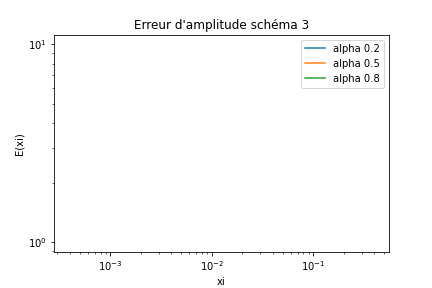 Erreur d'amplitude schéma 3
alpha 0.2
alpha 0.5
alpha 0.8
E(xi)
10¹
10⁰
10⁻³ 10⁻² 10⁻¹
xi